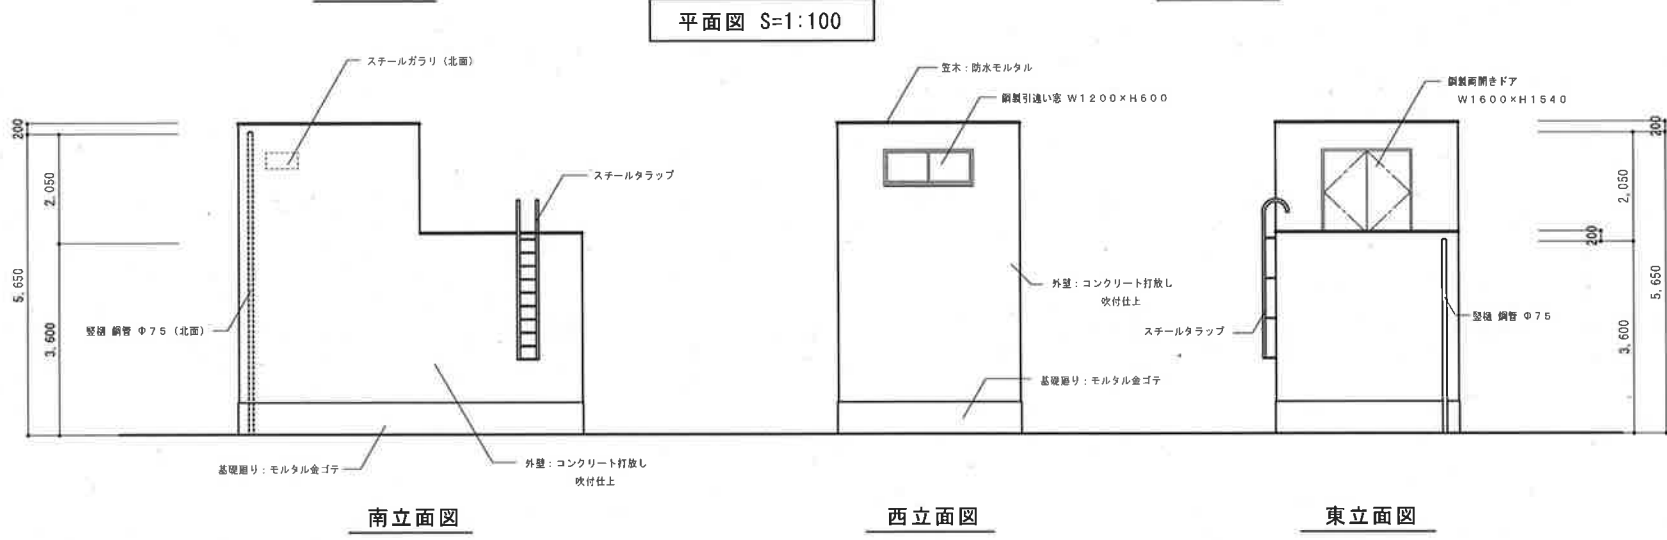 平面図 S=1:100
スチールガラリ（北面）
200
2,050
5,650
3,600
スチールタラップ
竪樋 鋼管 Φ75（北面）
基礎廻り：モルタル金ゴテ
外壁：コンクリート打放し
吹付仕上
南立面図
笠木：防水モルタル
鋼製引違い窓 W1200×H600
外壁：コンクリート打放し
吹付仕上
基礎廻り：モルタル金ゴテ
西立面図
鋼製両開きドア
W1600×H1540
スチールタラップ
竪樋 鋼管 Φ75
200
2,050
200
5,650
3,600
東立面図